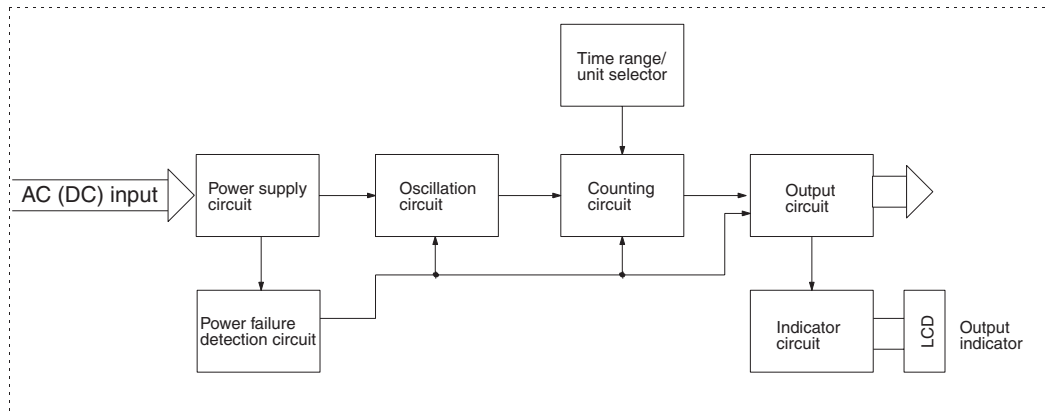 Time range/
unit selector
AC (DC) input
Power supply
circuit
Oscillation
circuit
Counting
circuit
Output
circuit
Power failure
detection circuit
Indicator
circuit
LCD
Output
indicator